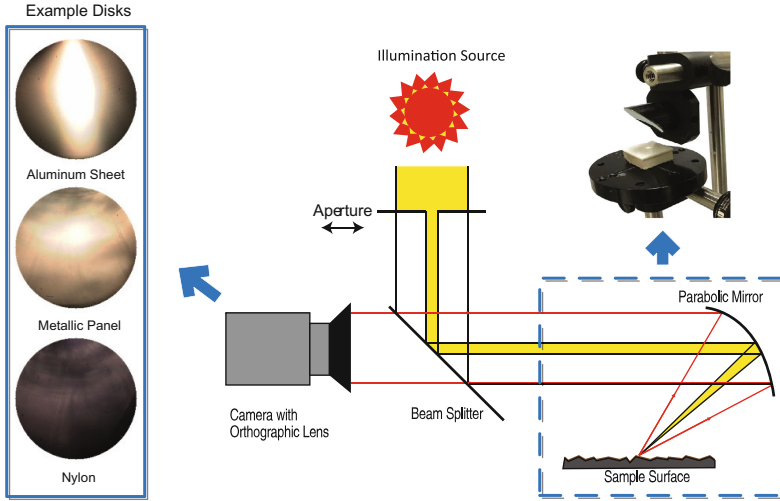 Example Disks
Aluminum Sheet
Metallic Panel
Nylon
Illumination Source
Aperture
Camera with
Orthographic Lens
Beam Splitter
Parabolic Mirror
Sample Surface